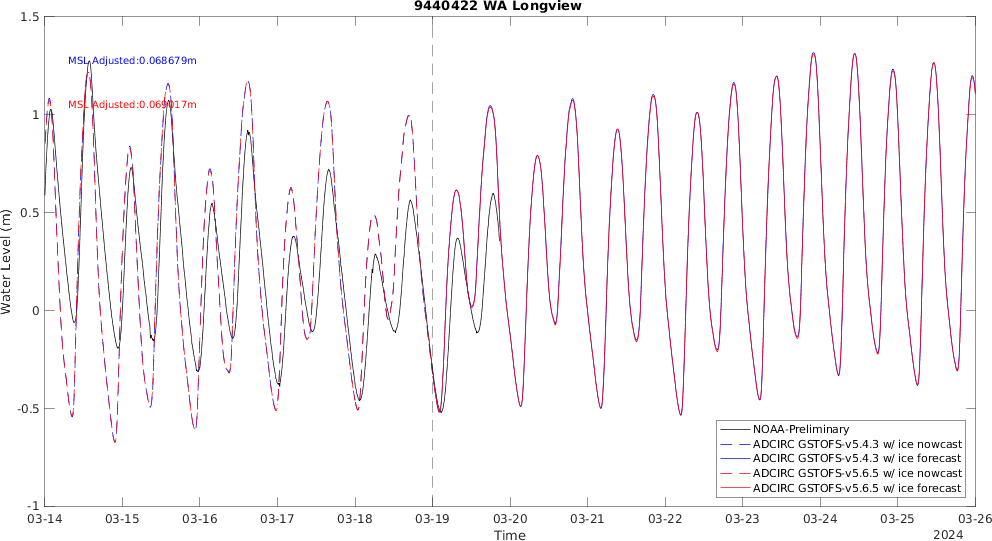 9440422 WA Longview
1.5
MSL Adjusted:0.068679m
MSL Adjusted:0.069017m
1
0.5
0
-0.5
-1
Water Level (m)
NOAA-Preliminary
ADCIRC GSTOFS-v5.4.3 w/ ice nowcast
ADCIRC GSTOFS-v5.4.3 w/ ice forecast
ADCIRC GSTOFS-v5.6.5 w/ ice nowcast
ADCIRC GSTOFS-v5.6.5 w/ ice forecast
03-14 03-15 03-16 03-17 03-18 03-19 03-20 03-21 03-22 03-23 03-24 03-25 03-26
Time
2024